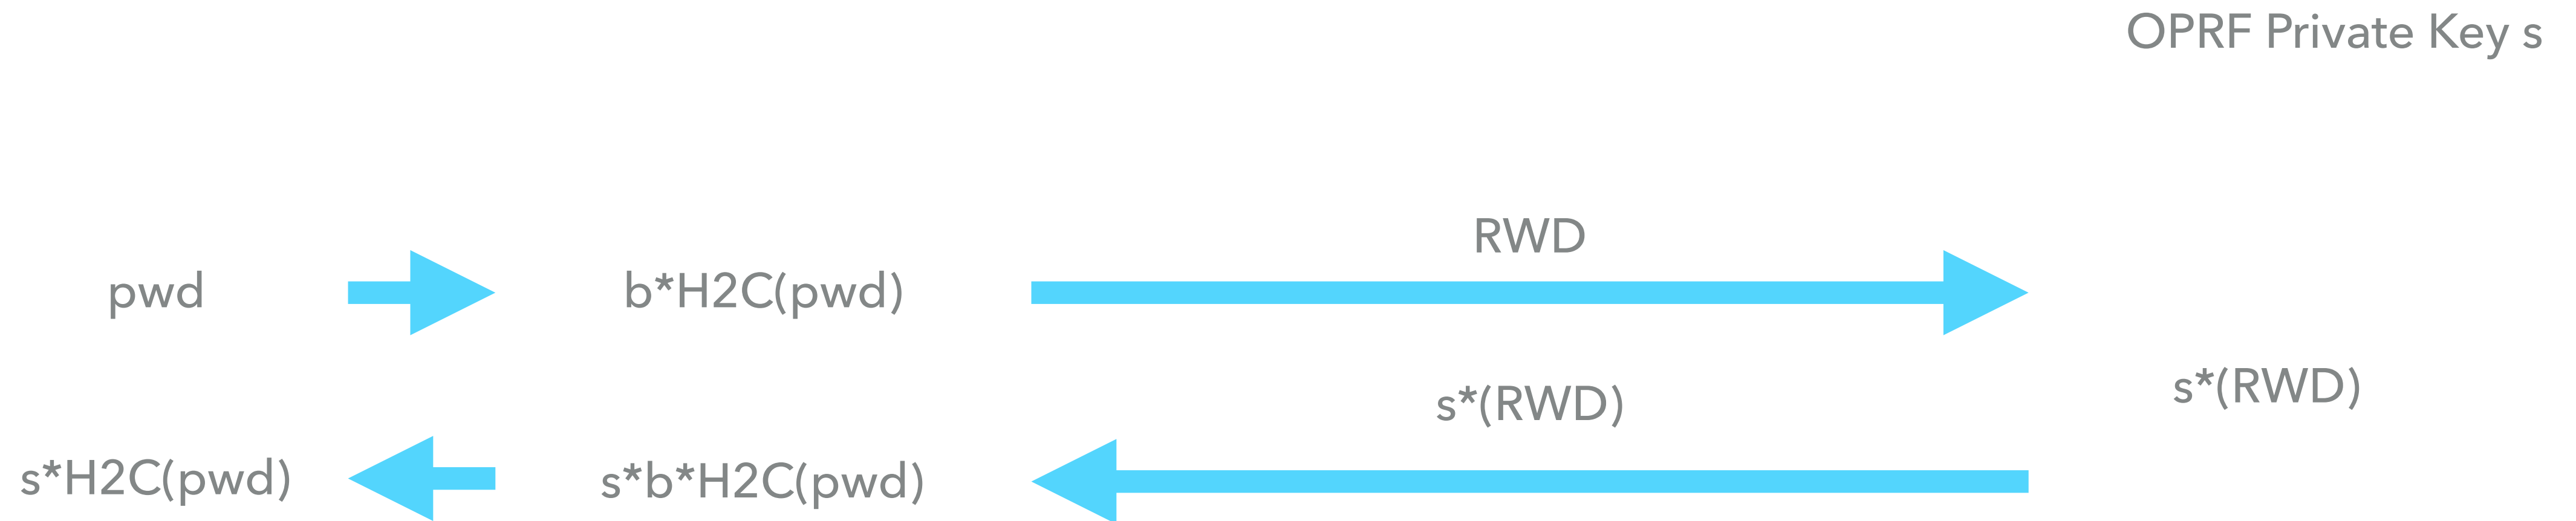 OPRF Private Key s
RWD
pwd
b*H2C(pwd)
s*(RWD)
s*(RWD)
s*H2C(pwd)
s*b*H2C(pwd)